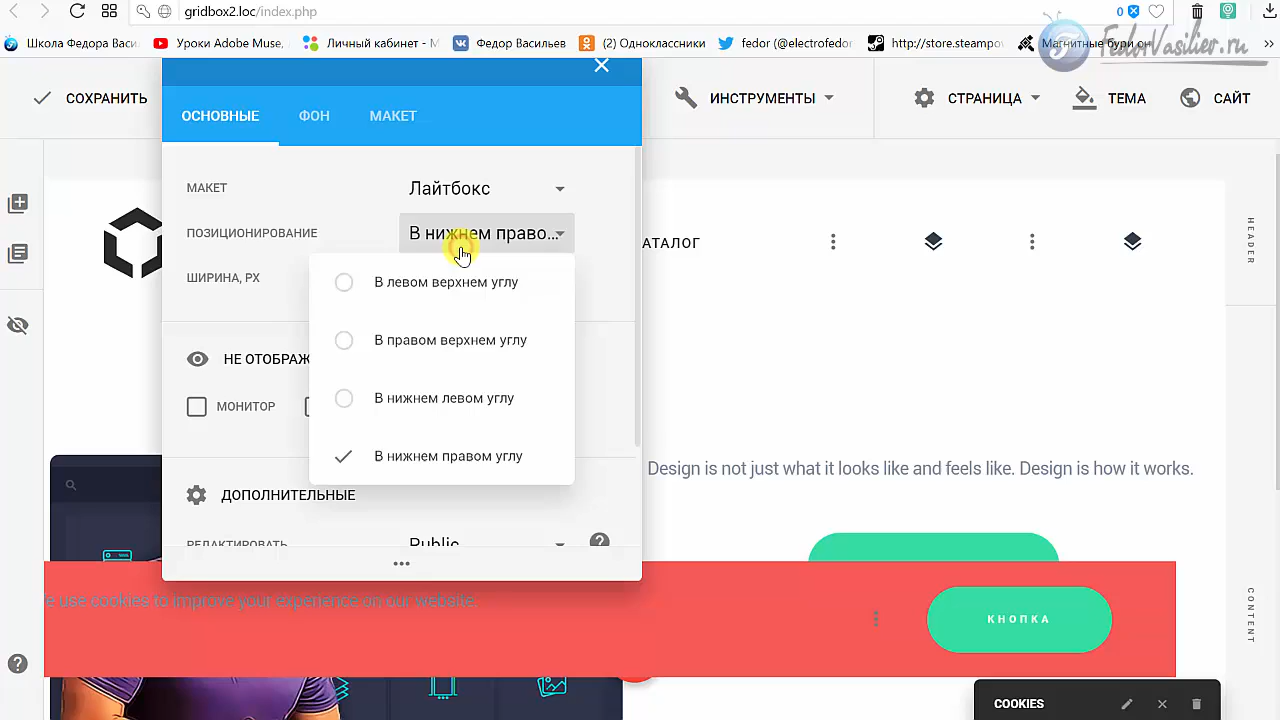 gridbox2.loc/index.php
0
Школа Федора Васи.
Уроки Adobe Muse,
Личный кабинет - М
Федор Васильев
(2) Одноклассники
fedor (@electrofedor
http://store.steampov
Магнитные бури он
FedorVasilier.ru
СОХРАНИТЬ
ИНСТРУМЕНТЫ
СТРАНИЦА
ТЕМА
САЙТ
ОСНОВНЫЕ
ФОН
МАКЕТ
МАКЕТ
Лайтбокс
ПОЗИЦИОНИРОВАНИЕ
В нижнем право...
ШИРИНА, PX
АТАЛОГ
HEADER
В левом верхнем углу
В правом верхнем углу
В нижнем левом углу
В нижнем правом углу
НЕ ОТОБРАЖ
МОНИТОР
ДОПОЛНИТЕЛЬНЫЕ
РЕДАКТИРОВАТЬ
Public
Design is not just what it looks like and feels like. Design is how it works.
e use cookies to improve your experience on our website.
КНОПКА
CONTENT
COOKIES